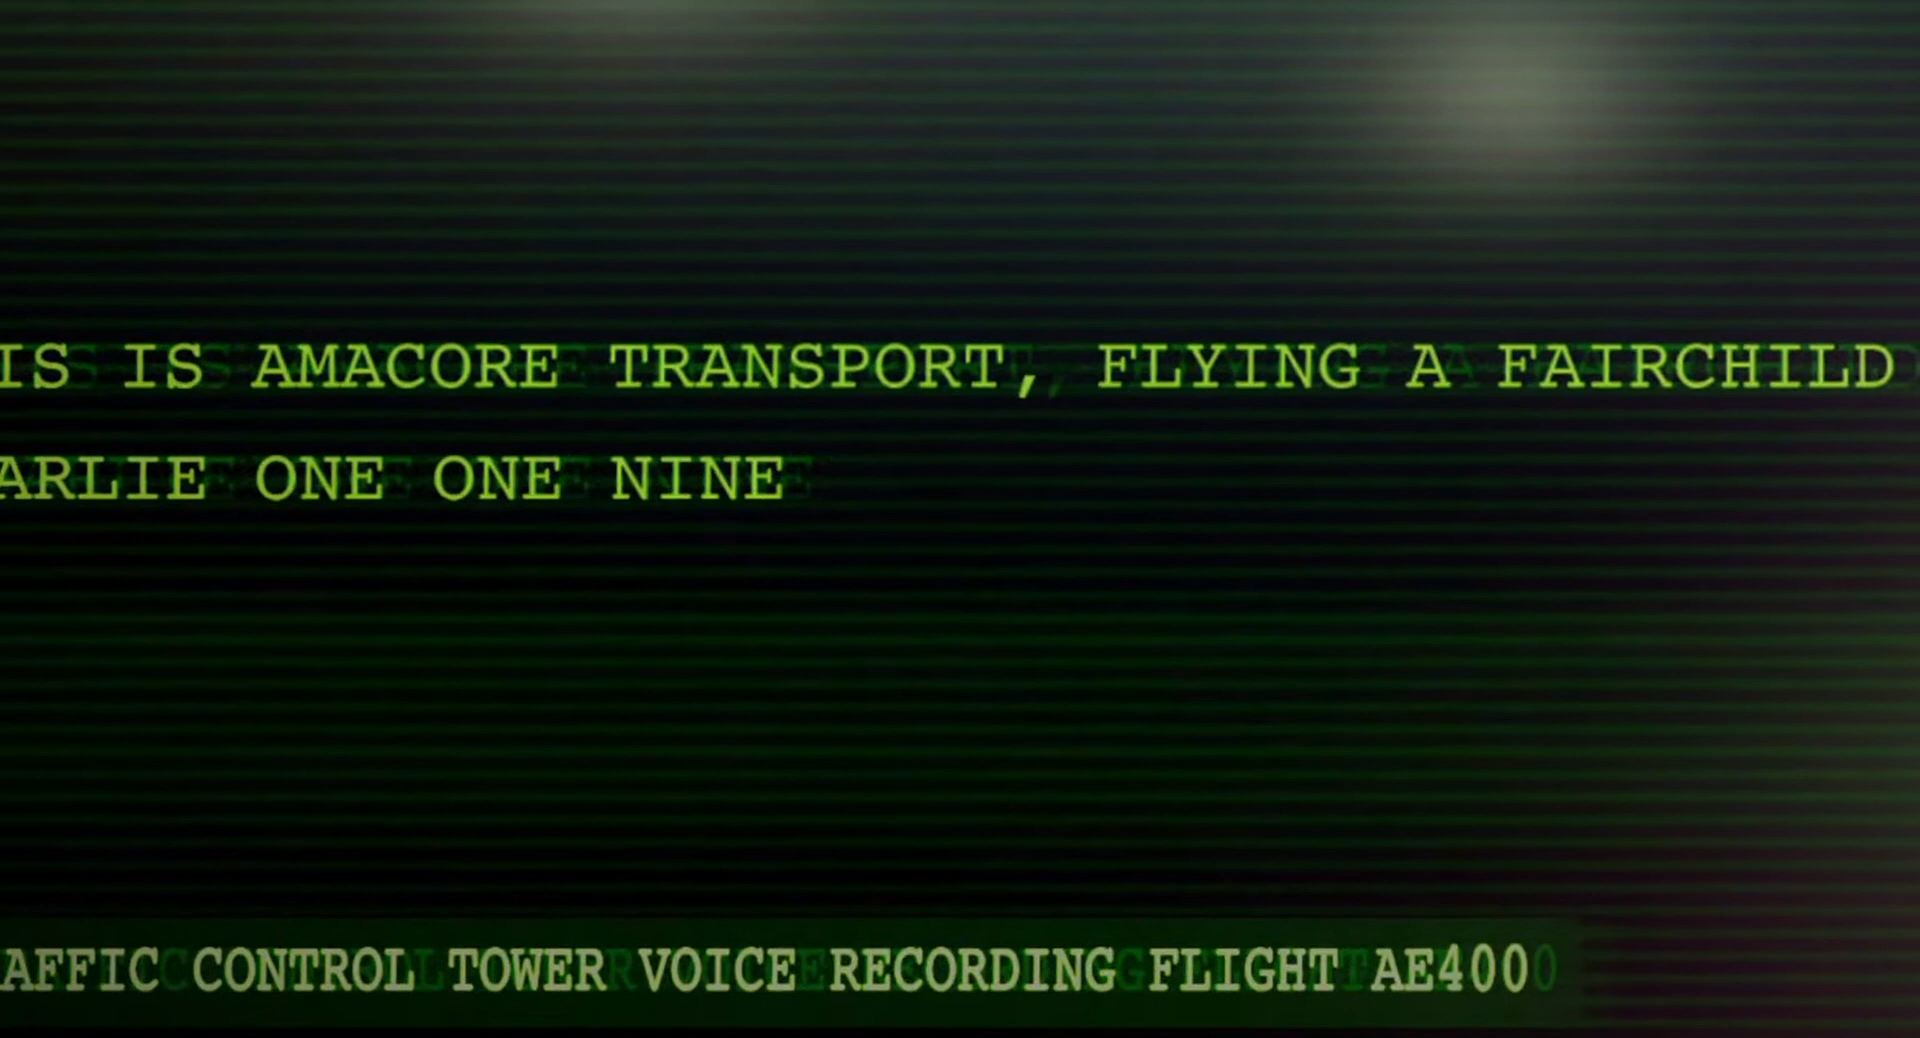 IS IS AMACORE TRANSPORT, FLYING A FAIRCHILD
ARLIE ONE ONE NINE
AFFIC CONTROL TOWER VOICE RECORDING FLIGHT AE400